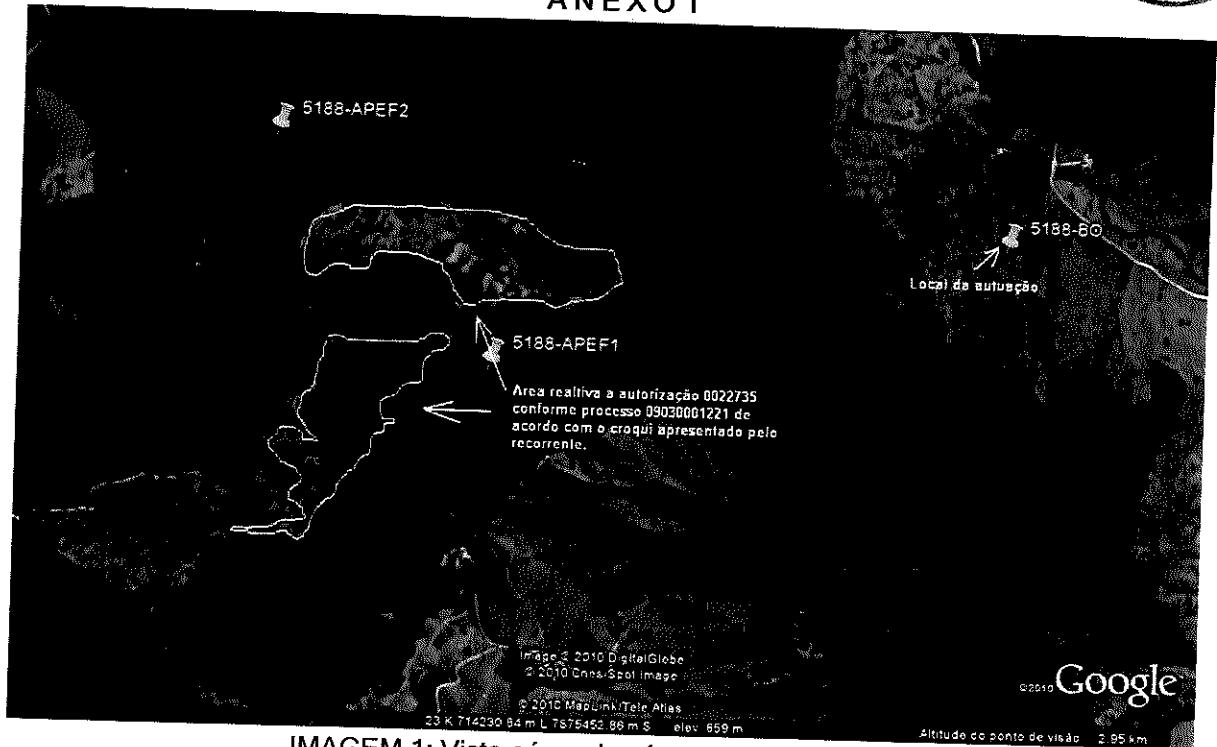 ANEXO I
5188-APEF2
5188-BO
Local da autuação
5188-APEF1
Area realtiva a autorização 0022735
conforme processo 09030001221 de
acordo com o croqui apresentado pelo
recorrente.
Image © 2010 DigitalGlobe
© 2010 Cnes/Spot Image
© 2010 MapLink/Tele Atlas
23 K 714230.84 m L 7875452.86 m S elev 659 m
©2010 Google
Altitude do ponto de visão 2.95 km
IMAGEM 1: Vista